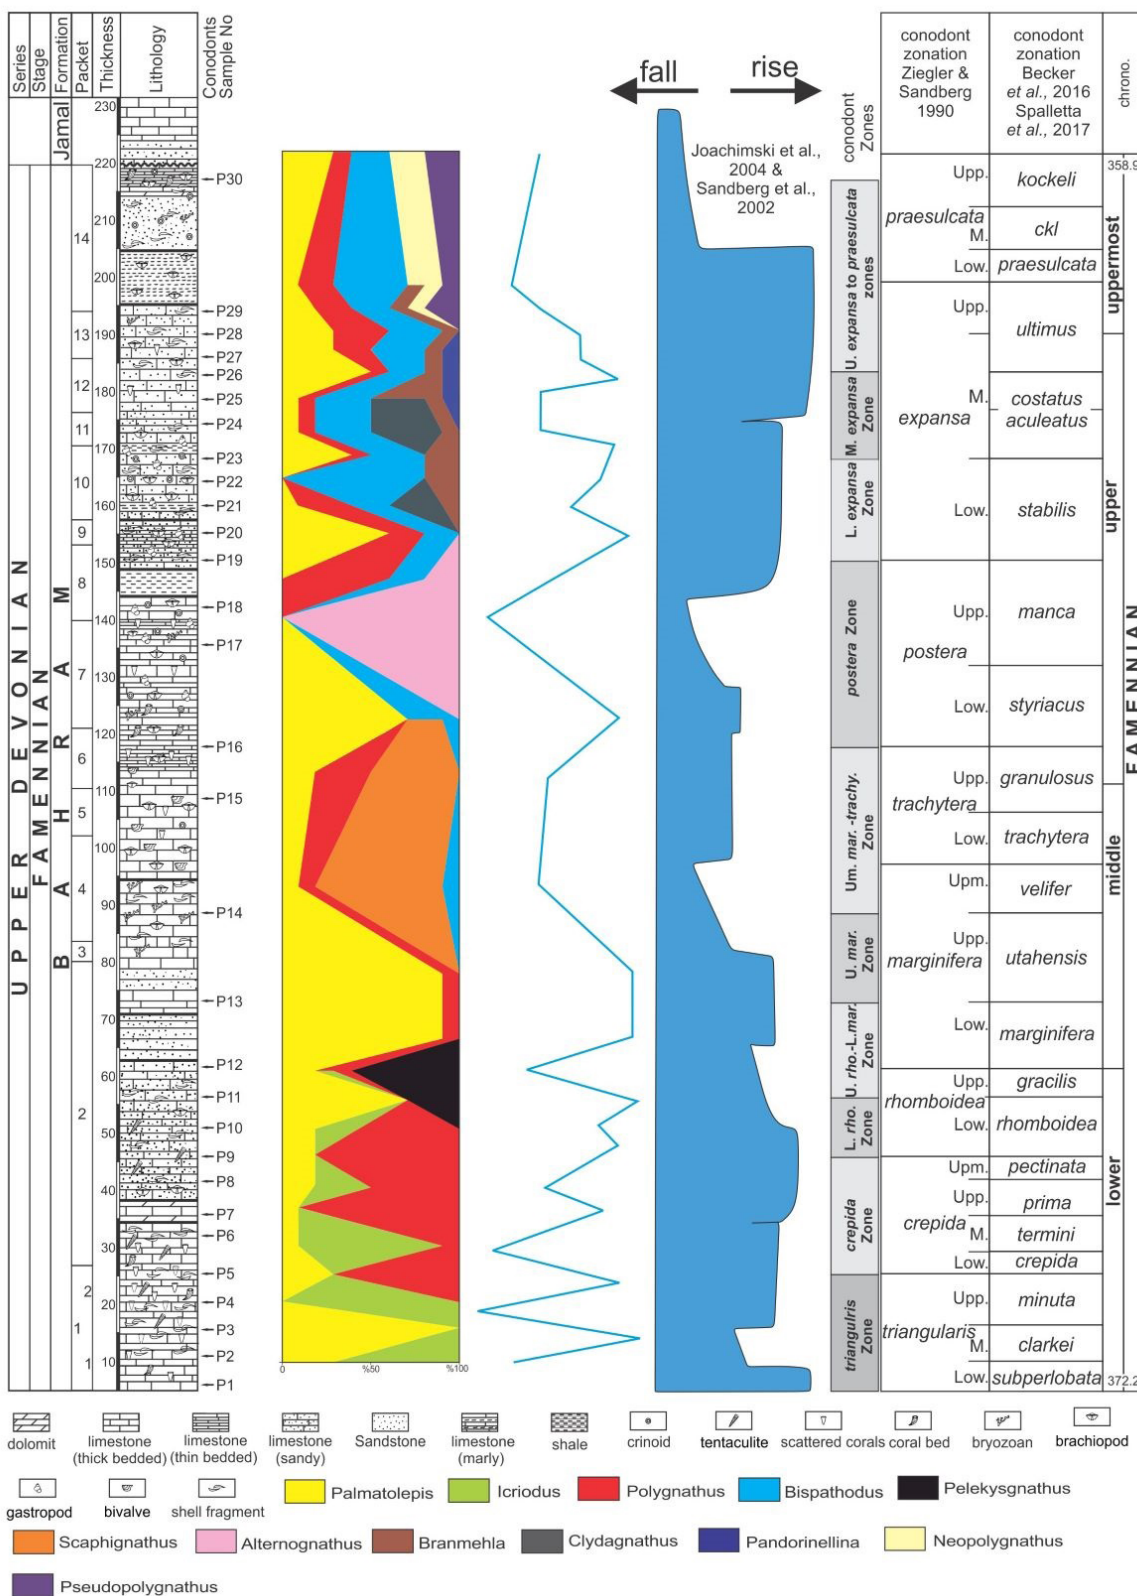 Series
Stage
Formation
Packet
Thickness
Lithology
Conodonts
Sample No
fall
rise
Joachimski et al.,
2004 &
Sandberg et al.,
2002
conodont
Zones
conodont
zonation
Ziegler &
Sandberg
1990
conodont
zonation
Becker
et al., 2016
Spalletta
et al., 2017
chrono.
UPPER DEVONIAN
FAMENNIAN
BAHRAM
Jamal
14
13
12
11
10
9
8
7
6
5
4
3
2
2
1
1
230
220
210
200
190
180
170
160
150
140
130
120
110
100
90
80
70
60
50
40
30
20
10
P30
P29
P28
P27
P26
P25
P24
P23
P22
P21
P20
P19
P18
P17
P16
P15
P14
P13
P12
P11
P10
P9
P8
P7
P6
P5
P4
P3
P2
P1
0
%50
%100
U. expansa to praesulcata
zones
M. expansa
Zone
L. expansa
Zone
postera Zone
Um. mar. -trachy.
Zone
U. mar.
Zone
U. rho.-L.mar.
Zone
L. rho.
Zone
crepida
Zone
triangulris
Zone
Upp.
praesulcata
M.
Low.
Upp.
M.
expansa
Low.
Upp.
postera
Low.
Upp.
trachytera
Low.
Upm.
Upp.
marginifera
Low.
Upp.
rhomboidea
Low.
Upm.
Upp.
crepida
M.
Low.
Upp.
triangularis
M.
Low.
kockeli
ckl
praesulcata
ultimus
costatus
aculeatus
stabilis
manca
styriacus
granulosus
trachytera
velifer
utahensis
marginifera
gracilis
rhomboidea
pectinata
prima
termini
crepida
minuta
clarkei
subperlobata
358.9
uppermost
upper
middle
lower
372.2
FAMENNIAN
dolomit
limestone
(thick bedded)
limestone
(thin bedded)
limestone
(sandy)
Sandstone
limestone
(marly)
shale
crinoid
tentaculite
scattered corals
coral bed
bryozoan
brachiopod
gastropod
bivalve
shell fragment
Palmatolepis
Icriodus
Polygnathus
Bispathodus
Pelekysgnathus
Scaphignathus
Alternognathus
Branmehla
Clydagnathus
Pandorinellina
Neopolygnathus
Pseudopolygnathus